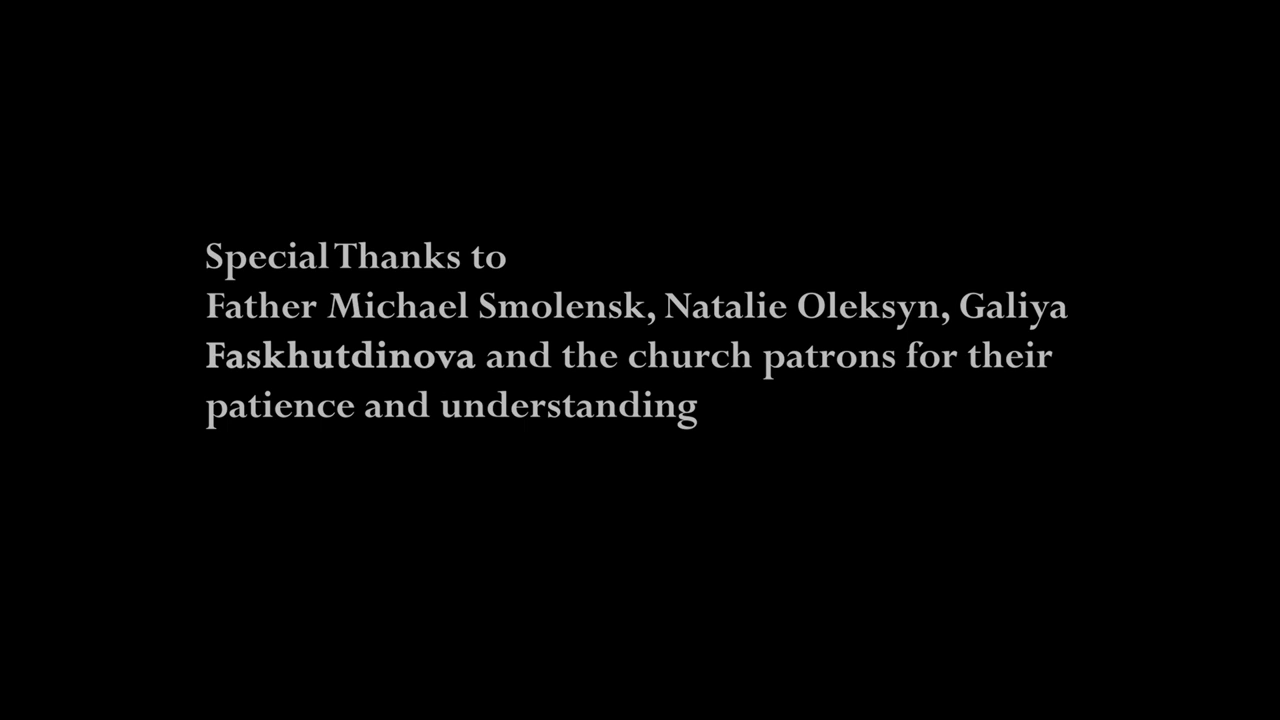 Special Thanks to
Father Michael Smolensk, Natalie Oleksyn, Galiya
Faskhutdinova and the church patrons for their
patience and understanding